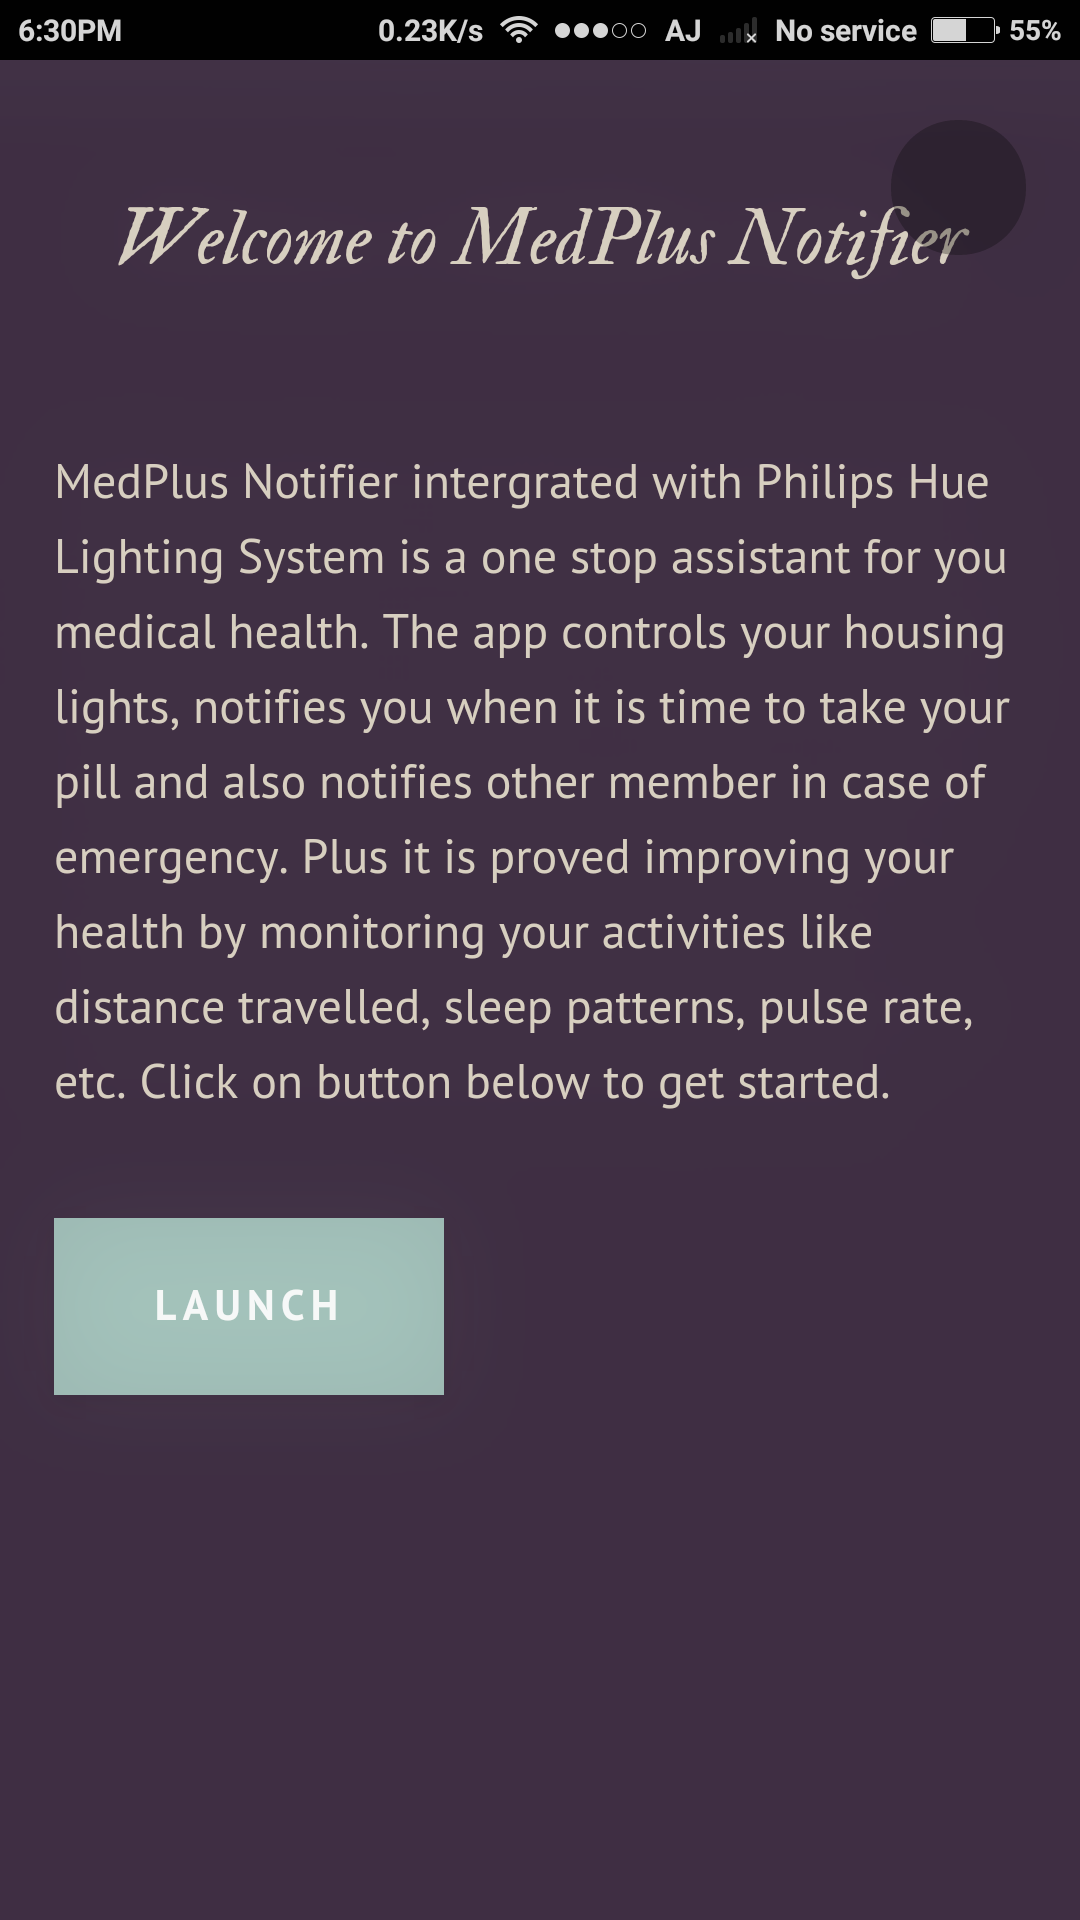 6:30PM 0.23K/s AJ No service 55%
Welcome to MedPlus Notifier
MedPlus Notifier intergrated with Philips Hue
Lighting System is a one stop assistant for you
medical health. The app controls your housing
lights, notifies you when it is time to take your
pill and also notifies other member in case of
emergency. Plus it is proved improving your
health by monitoring your activities like
distance travelled, sleep patterns, pulse rate,
etc. Click on button below to get started.
LAUNCH